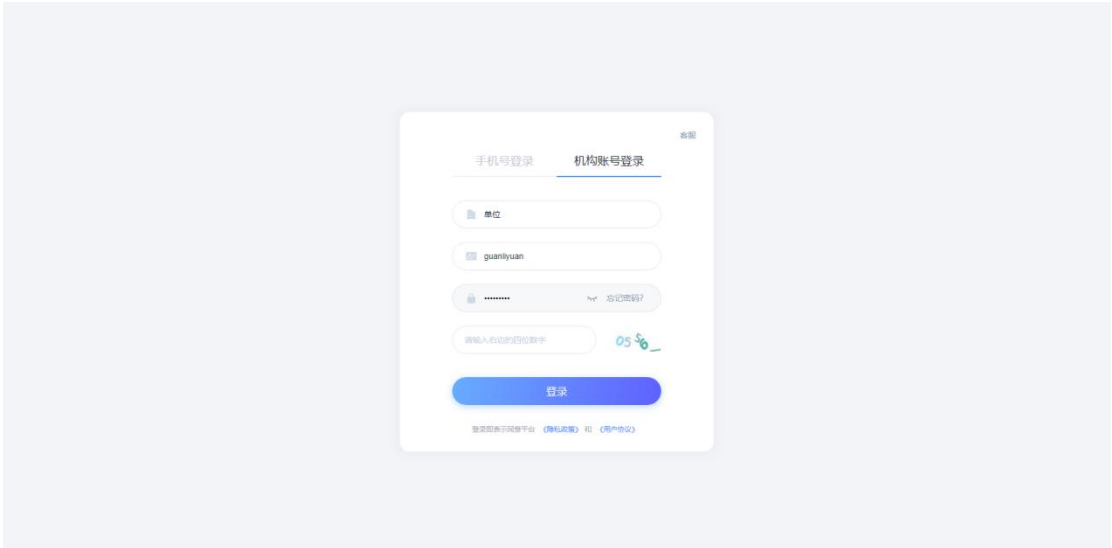 客服
手机号登录 机构账号登录
单位
guanliyuan
••••••••• 忘记密码?
请输入右边的四位数字 0556
登录
登录即表示同意平台 《隐私政策》 和 《用户协议》